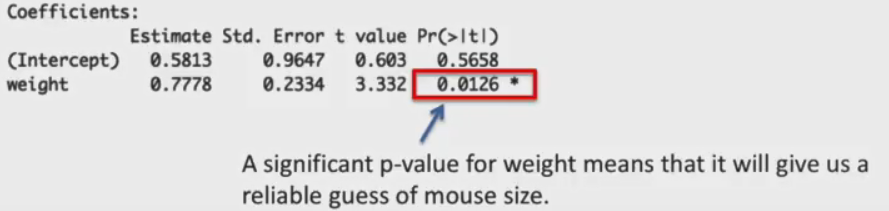 Coefficients:
Estimate Std. Error t value Pr(>|t|)
(Intercept) 0.5813 0.9647 0.603 0.5658
weight 0.7778 0.2334 3.332 0.0126 *
A significant p-value for weight means that it will give us a
reliable guess of mouse size.